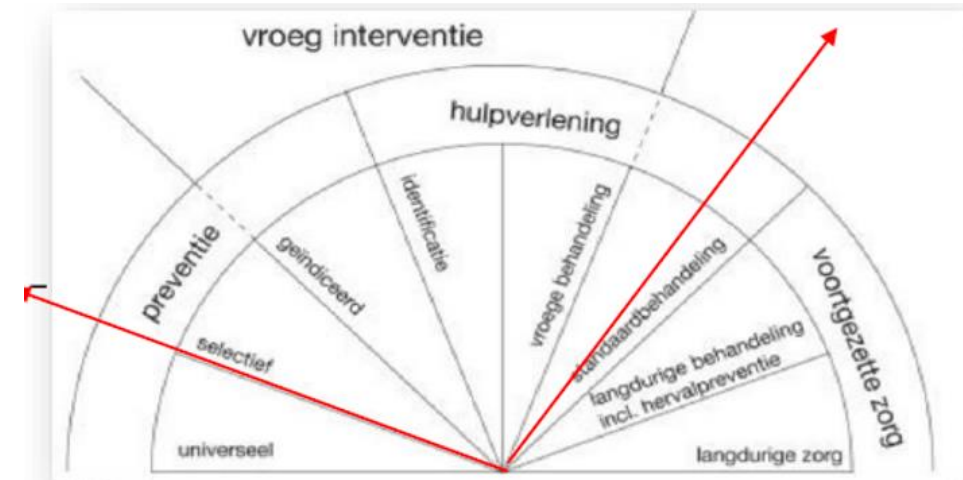 vroeg interventie
hulpverlening
preventie
voortgezette zorg
universeel
selectief
geïndiceerd
identificatie
vroege behandeling
standaardbehandeling
langdurige behandeling
incl. hervalpreventie
langdurige zorg